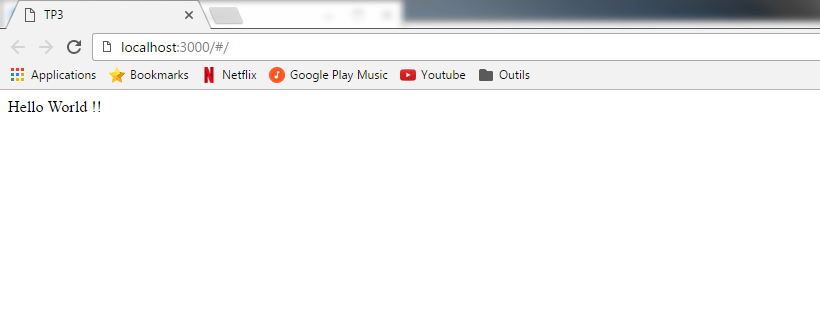 TP3
localhost:3000/#/
Applications Bookmarks Netflix Google Play Music Youtube Outils
Hello World !!